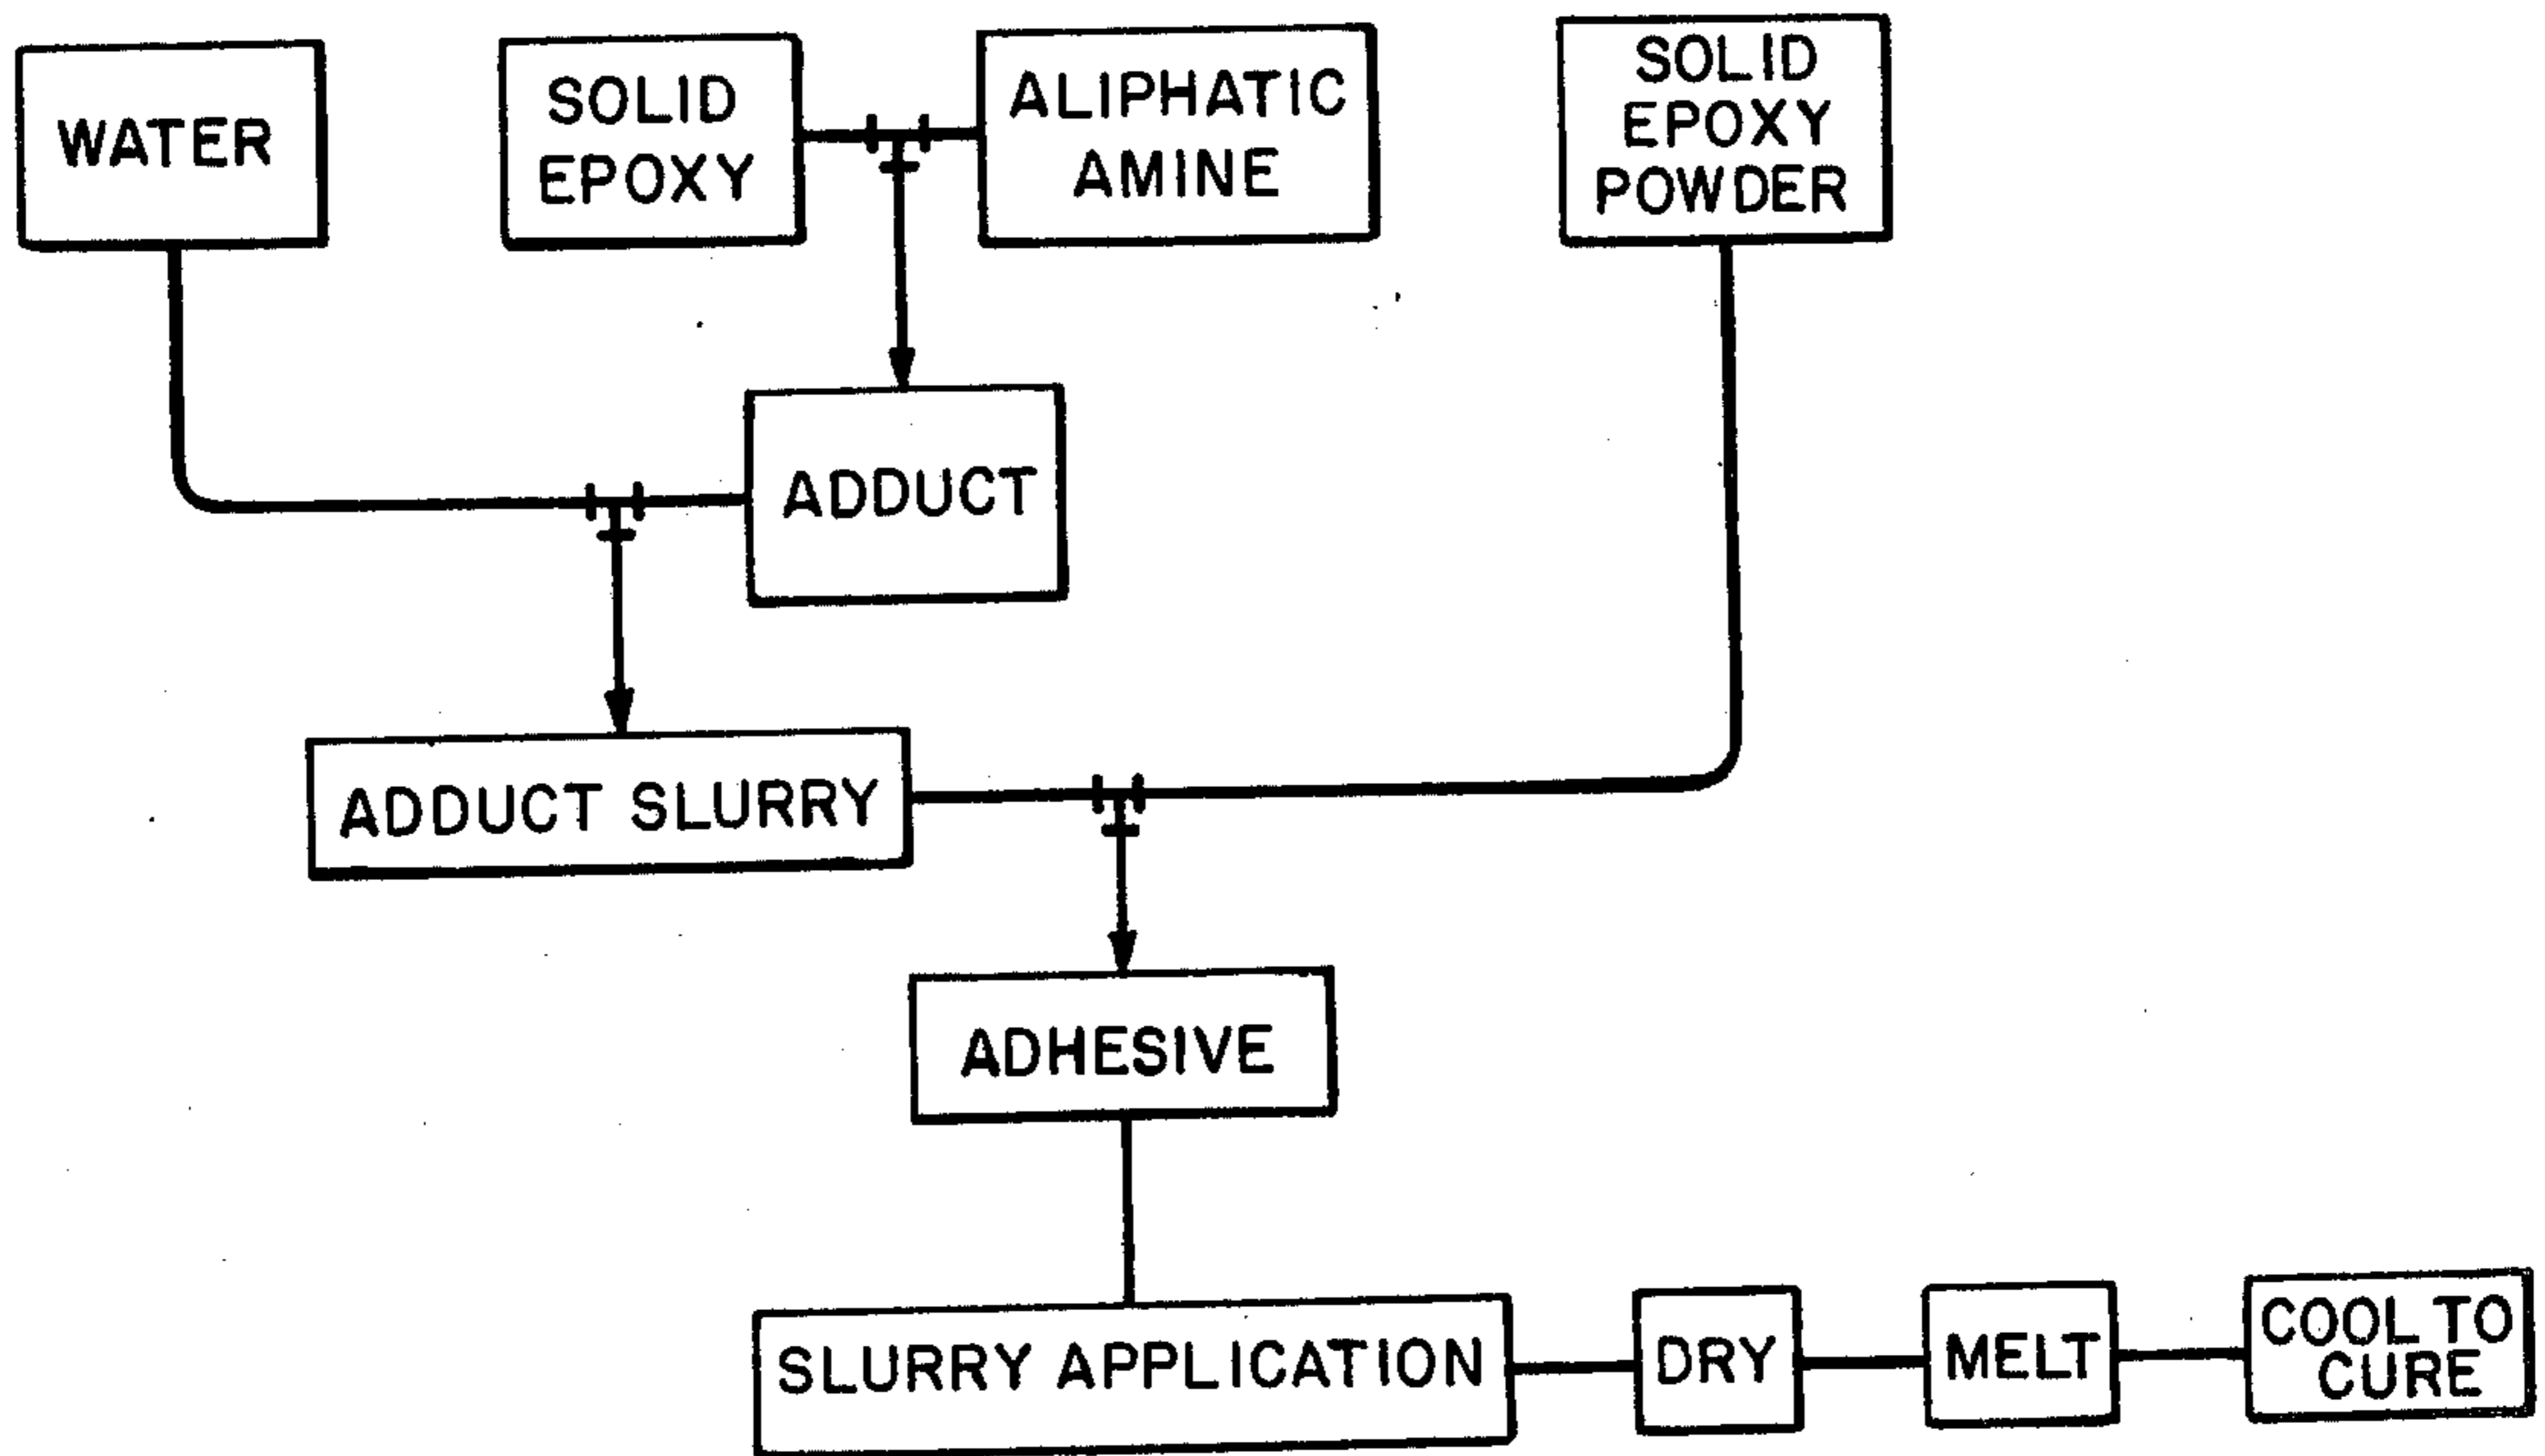 WATER
SOLID
EPOXY
ALIPHATIC
AMINE
SOLID
EPOXY
POWDER
ADDUCT
ADDUCT SLURRY
ADHESIVE
SLURRY APPLICATION
DRY
MELT
COOL TO
CURE